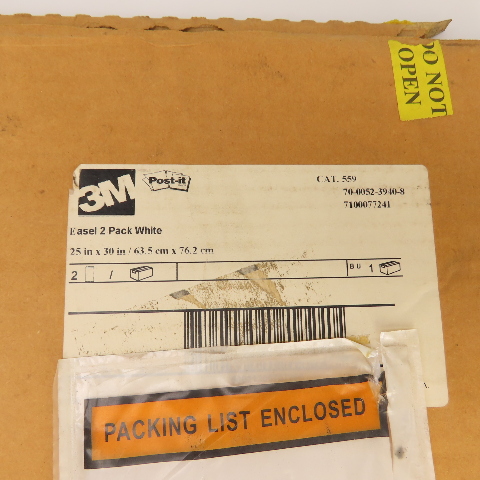 DO NOT
OPEN
3M
Post-it
CAT. 559
70-0052-3940-8
7100077241
Easel 2 Pack White
25 in x 30 in / 63.5 cm x 76.2 cm
2 /
BU 1
A
PACKING LIST ENCLOSED